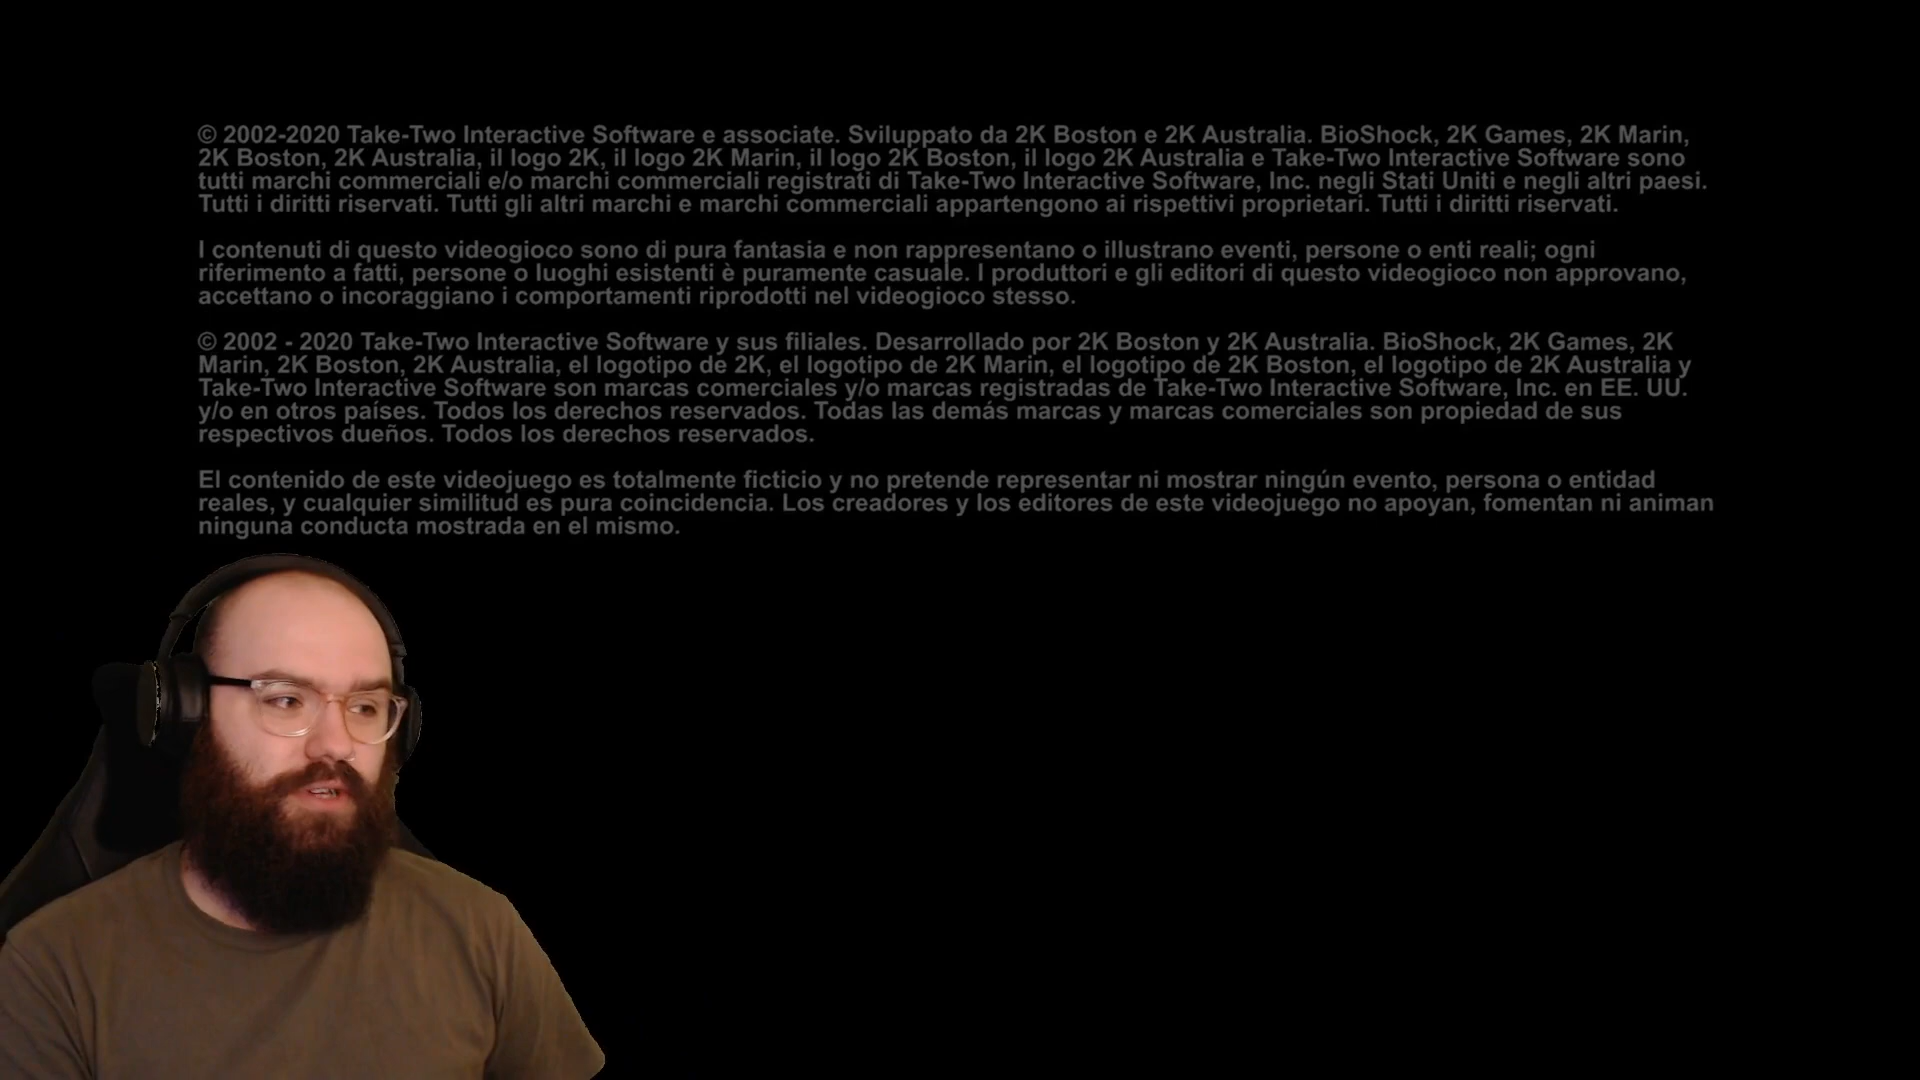 © 2002-2020 Take-Two Interactive Software e associate. Sviluppato da 2K Boston e 2K Australia. BioShock, 2K Games, 2K Marin,
2K Boston, 2K Australia, il logo 2K, il logo 2K Marin, il logo 2K Boston, il logo 2K Australia e Take-Two Interactive Software sono
tutti marchi commerciali e/o marchi commerciali registrati di Take-Two Interactive Software, Inc. negli Stati Uniti e negli altri paesi.
Tutti i diritti riservati. Tutti gli altri marchi e marchi commerciali appartengono ai rispettivi proprietari. Tutti i diritti riservati.
I contenuti di questo videogioco sono di pura fantasia e non rappresentano o illustrano eventi, persone o enti reali; ogni
riferimento a fatti, persone o luoghi esistenti è puramente casuale. I produttori e gli editori di questo videogioco non approvano,
accettano o incoraggiano i comportamenti riprodotti nel videogioco stesso.
© 2002 - 2020 Take-Two Interactive Software y sus filiales. Desarrollado por 2K Boston y 2K Australia. BioShock, 2K Games, 2K
Marin, 2K Boston, 2K Australia, el logotipo de 2K, el logotipo de 2K Marin, el logotipo de 2K Boston, el logotipo de 2K Australia y
Take-Two Interactive Software son marcas comerciales y/o marcas registradas de Take-Two Interactive Software, Inc. en EE. UU.
y/o en otros países. Todos los derechos reservados. Todas las demás marcas y marcas comerciales son propiedad de sus
respectivos dueños. Todos los derechos reservados.
El contenido de este videojuego es totalmente ficticio y no pretende representar ni mostrar ningún evento, persona o entidad
reales, y cualquier similitud es pura coincidencia. Los creadores y los editores de este videojuego no apoyan, fomentan ni animan
ninguna conducta mostrada en el mismo.